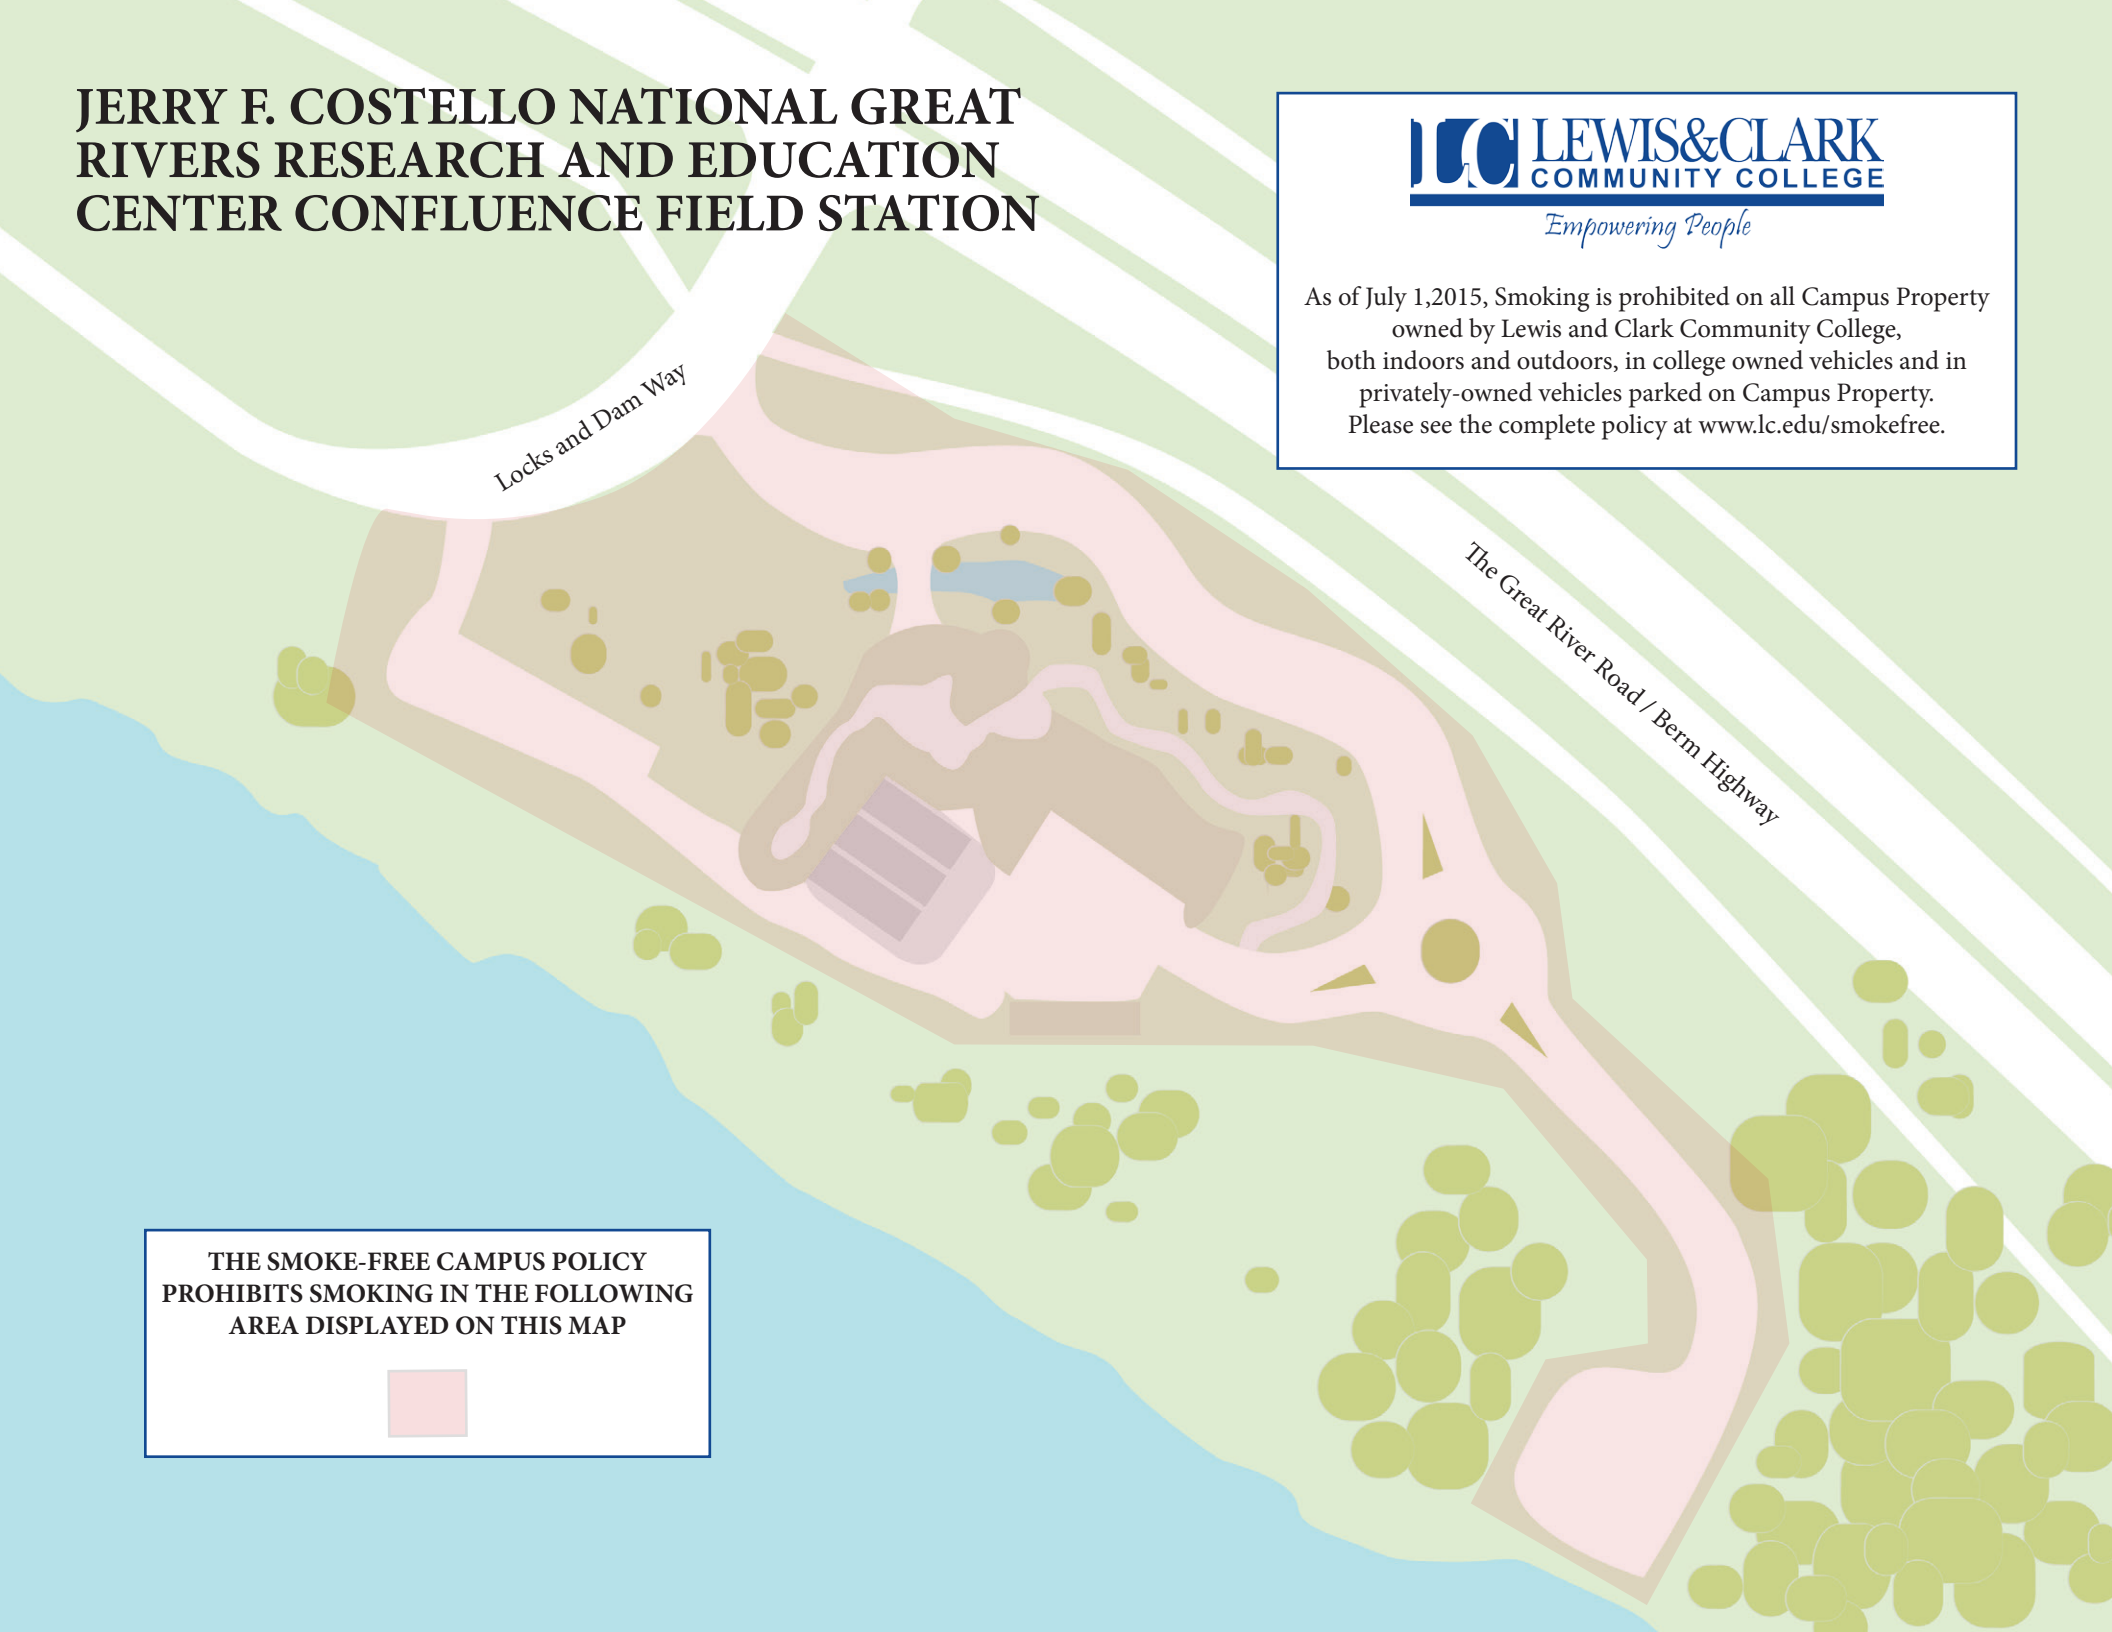 JERRY F. COSTELLO NATIONAL GREAT
RIVERS RESEARCH AND EDUCATION
CENTER CONFLUENCE FIELD STATION
LC LEWIS&CLARK
COMMUNITY COLLEGE
Empowering People
As of July 1,2015, Smoking is prohibited on all Campus Property
owned by Lewis and Clark Community College,
both indoors and outdoors, in college owned vehicles and in
privately-owned vehicles parked on Campus Property.
Please see the complete policy at www.lc.edu/smokefree.
Locks and Dam Way
The Great River Road / Berm Highway
THE SMOKE-FREE CAMPUS POLICY
PROHIBITS SMOKING IN THE FOLLOWING
AREA DISPLAYED ON THIS MAP